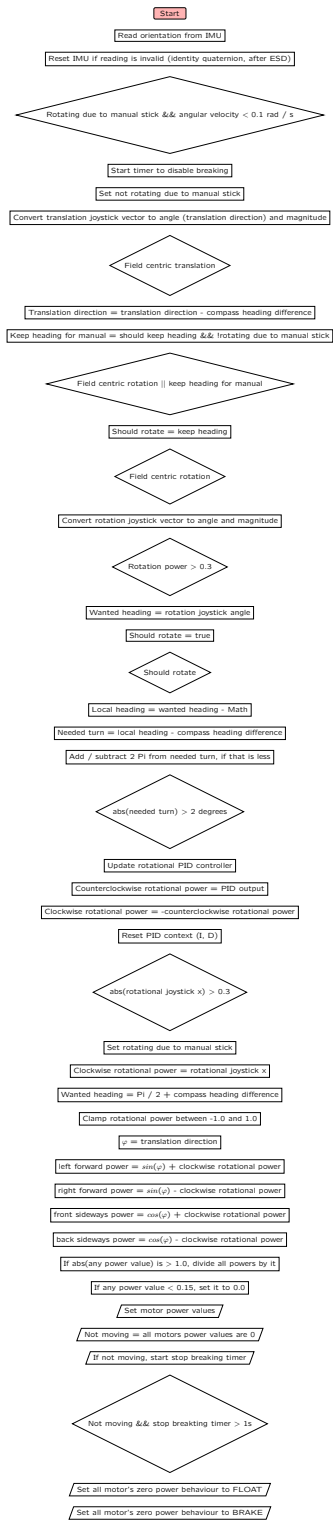 Start
Read orientation from IMU
Reset IMU if reading is invalid (identity quaternion, after ESD)
Rotating due to manual stick && angular velocity < 0.1 rad / s
Start timer to disable breaking
Set not rotating due to manual stick
Convert translation joystick vector to angle (translation direction) and magnitude
Field centric translation
Translation direction = translation direction - compass heading difference
Keep heading for manual = should keep heading && !rotating due to manual stick
Field centric rotation || keep heading for manual
Should rotate = keep heading
Field centric rotation
Convert rotation joystick vector to angle and magnitude
Rotation power > 0.3
Wanted heading = rotation joystick angle
Should rotate = true
Should rotate
Local heading = wanted heading - Math
Needed turn = local heading - compass heading difference
Add / subtract 2 Pi from needed turn, if that is less
abs(needed turn) > 2 degrees
Update rotational PID controller
Counterclockwise rotational power = PID output
Clockwise rotational power = -counterclockwise rotational power
Reset PID context (I, D)
abs(rotational joystick x) > 0.3
Set rotating due to manual stick
Clockwise rotational power = rotational joystick x
Wanted heading = Pi / 2 + compass heading difference
Clamp rotational power between -1.0 and 1.0
φ = translation direction
left forward power = sin(φ) + clockwise rotational power
right forward power = sin(φ) - clockwise rotational power
front sideways power = cos(φ) + clockwise rotational power
back sideways power = cos(φ) - clockwise rotational power
If abs(any power value) is > 1.0, divide all powers by it
If any power value < 0.15, set it to 0.0
Set motor power values
Not moving = all motors power values are 0
If not moving, start stop breaking timer
Not moving && stop breakting timer > 1s
Set all motor's zero power behaviour to FLOAT
Set all motor's zero power behaviour to BRAKE